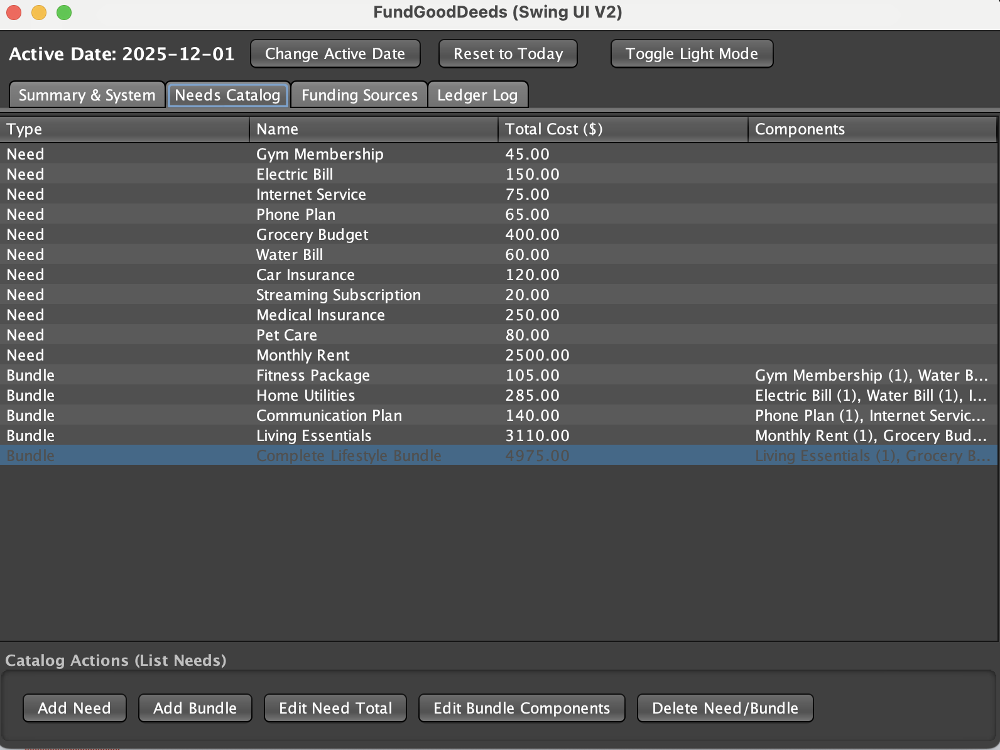 FundGoodDeeds (Swing UI V2)
Active Date: 2025-12-01 Change Active Date Reset to Today Toggle Light Mode
Summary & System Needs Catalog Funding Sources Ledger Log
Type Name Total Cost ($) Components
Need Gym Membership 45.00
Need Electric Bill 150.00
Need Internet Service 75.00
Need Phone Plan 65.00
Need Grocery Budget 400.00
Need Water Bill 60.00
Need Car Insurance 120.00
Need Streaming Subscription 20.00
Need Medical Insurance 250.00
Need Pet Care 80.00
Need Monthly Rent 2500.00
Bundle Fitness Package 105.00 Gym Membership (1), Water B...
Bundle Home Utilities 285.00 Electric Bill (1), Water Bill (1), I...
Bundle Communication Plan 140.00 Phone Plan (1), Internet Servic...
Bundle Living Essentials 3110.00 Monthly Rent (1), Grocery Bud...
Bundle Complete Lifestyle Bundle 4975.00 Living Essentials (1), Grocery B...
Catalog Actions (List Needs)
Add Need Add Bundle Edit Need Total Edit Bundle Components Delete Need/Bundle